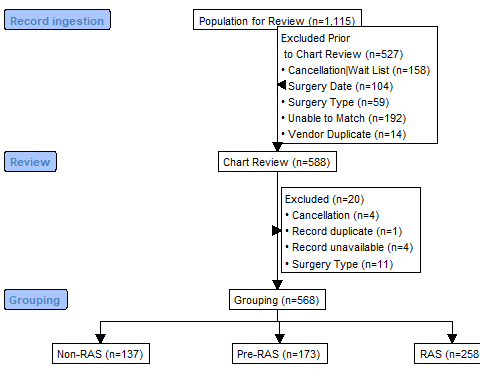 Record ingestion
Population for Review (n=1,115)
Excluded Prior
to Chart Review (n=527)
• Cancellation|Wait List (n=158)
Surgery Date (n=104)
• Surgery Type (n=59)
• Unable to Match (n=192)
• Vendor Duplicate (n=14)
Review
Chart Review (n=588)
Excluded (n=20)
• Cancellation (n=4)
• Record duplicate (n=1)
• Record unavailable (n=4)
• Surgery Type (n=11)
Grouping
Grouping (n=568)
Non-RAS (n=137)
Pre-RAS (n=173)
RAS (n=258